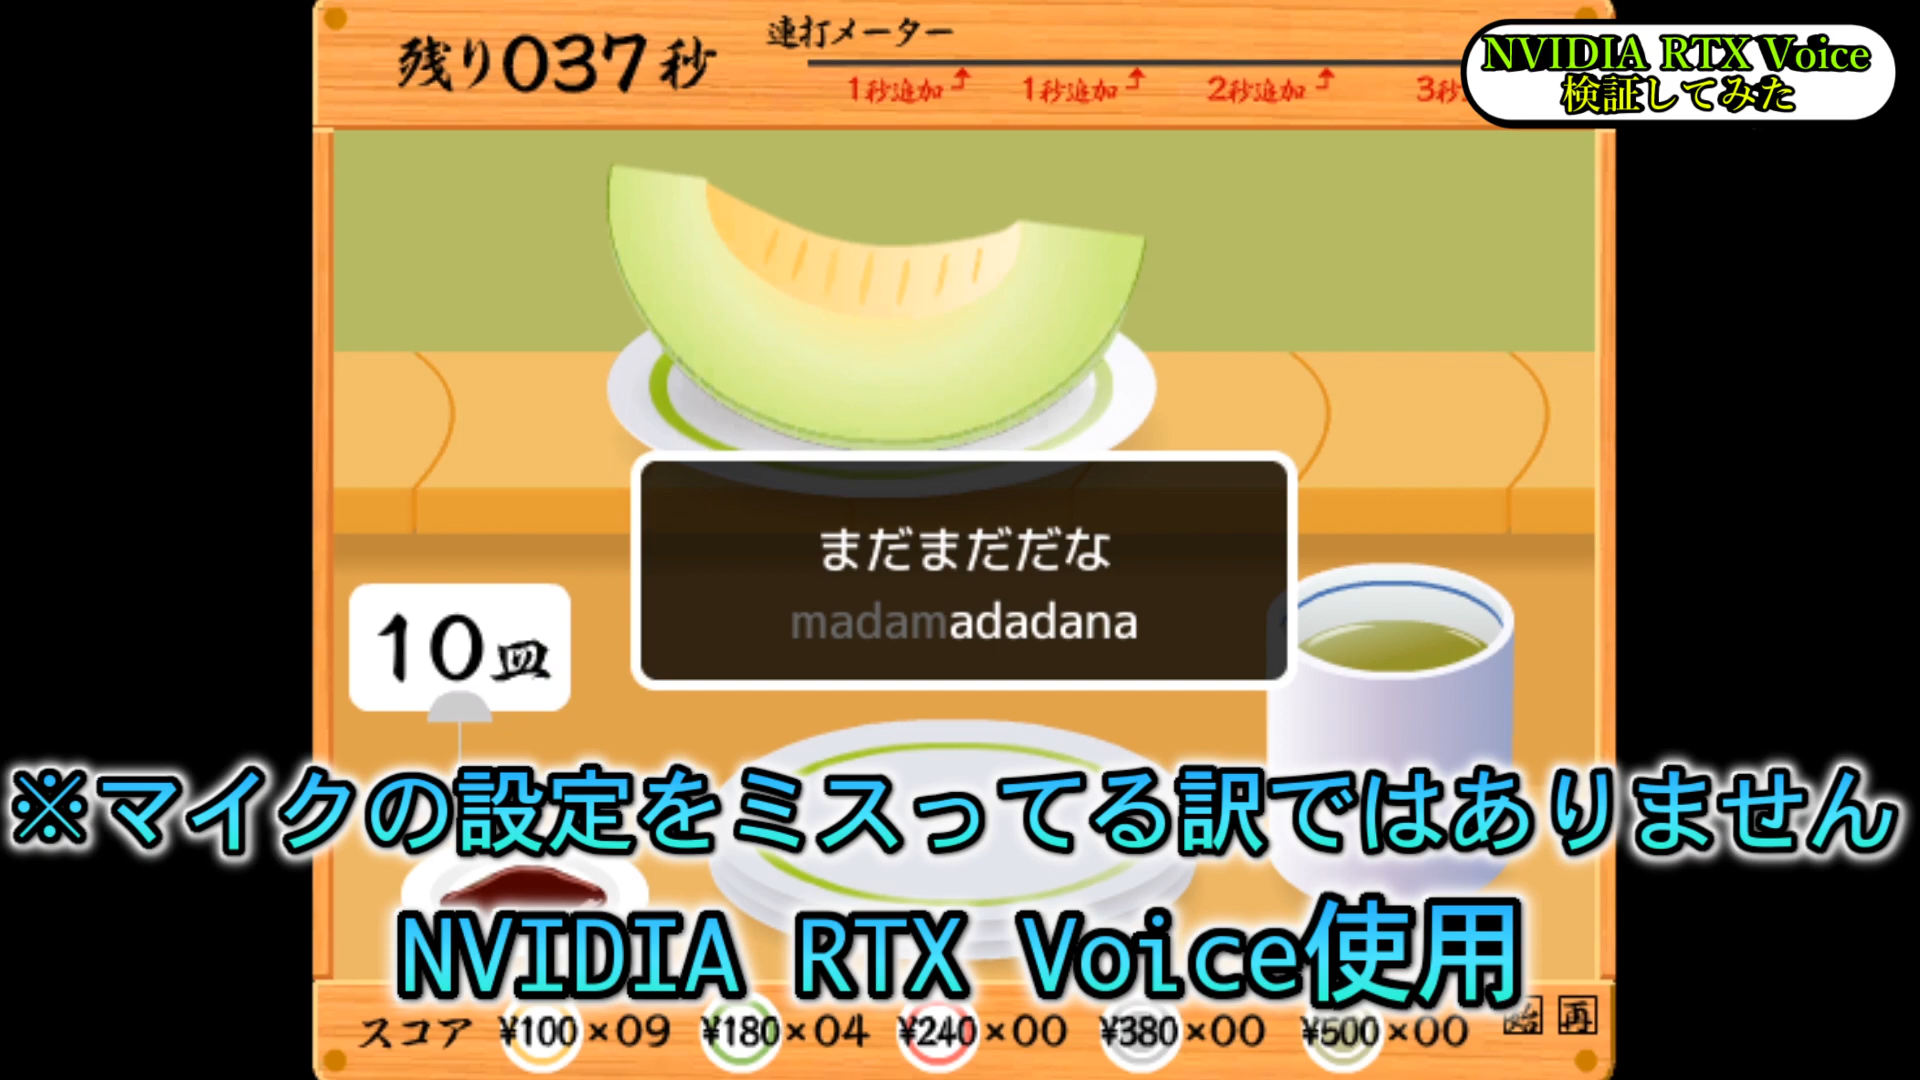 残り037秒
連打メーター
1秒追加 1秒追加 2秒追加 3秒
NVIDIA RTX Voice
検証してみた
まだまだだな
madamadadana
10皿
※マイクの設定をミスってる訳ではありません
NVIDIA RTX Voice使用
スコア ¥100×09 ¥180×04 ¥240×00 ¥380×00 ¥500×00 始 再